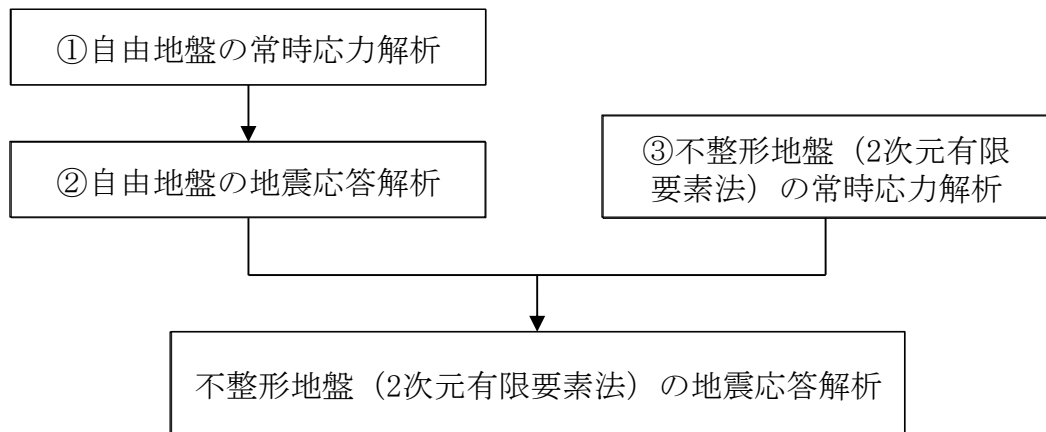 ①自由地盤の常時応力解析
②自由地盤の地震応答解析
③不整形地盤（2次元有限
要素法）の常時応力解析
不整形地盤（2次元有限要素法）の地震応答解析